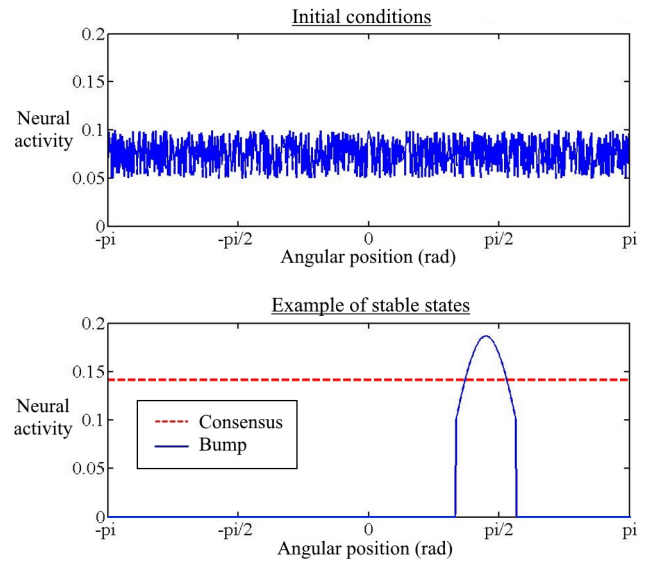 Initial conditions
0.2
0.15
Neural
activity
0.1
0.05
0
-pi
-pi/2
0
pi/2
pi
Angular position (rad)
Example of stable states
0.2
0.15
Neural
activity
0.1
0.05
0
Consensus
Bump
-pi
-pi/2
0
pi/2
pi
Angular position (rad)